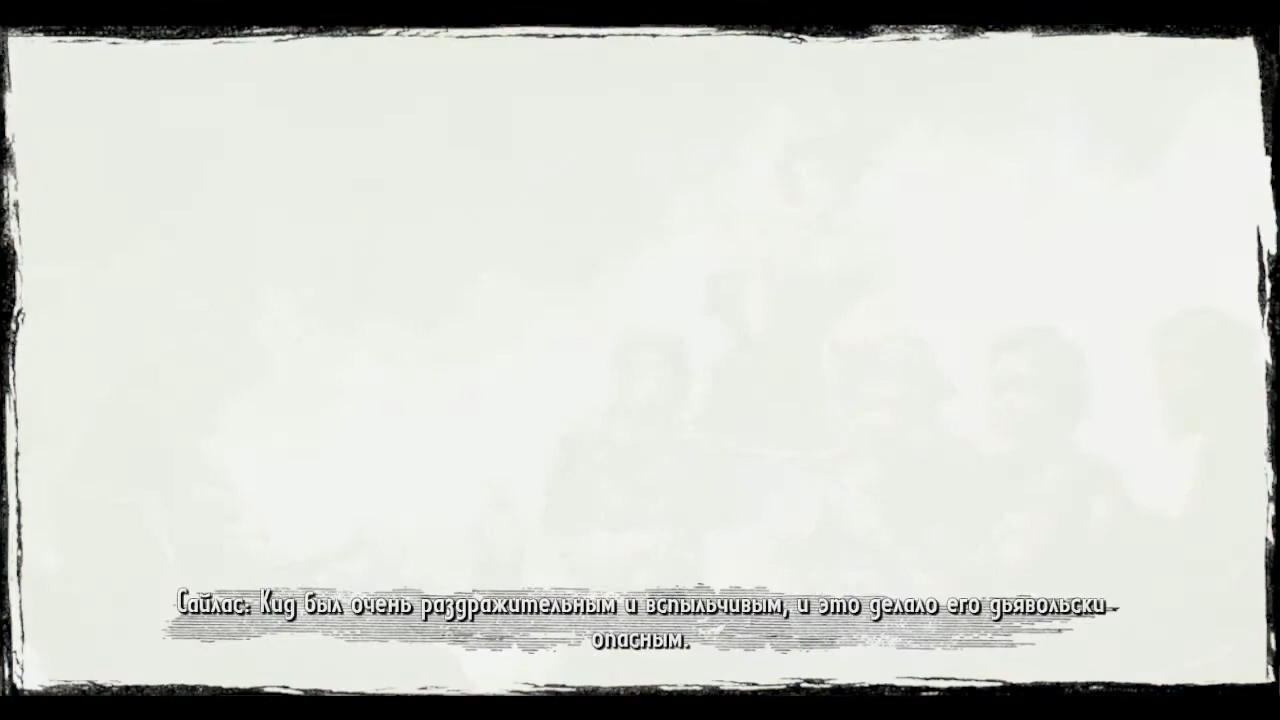 Сайлас: Кид был очень раздражительным и вспыльчивым, и это делало его дьявольски
опасным.